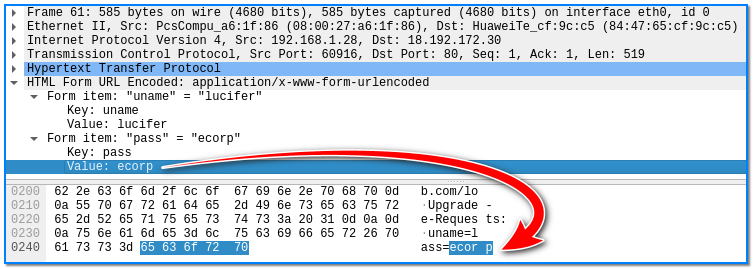 Frame 61: 585 bytes on wire (4680 bits), 585 bytes captured (4680 bits) on interface eth0, id 0
Ethernet II, Src: PcsCompu_a6:1f:86 (08:00:27:a6:1f:86), Dst: HuaweiTe_cf:9c:c5 (84:47:65:cf:9c:c5)
Internet Protocol Version 4, Src: 192.168.1.28, Dst: 18.192.172.30
Transmission Control Protocol, Src Port: 60916, Dst Port: 80, Seq: 1, Ack: 1, Len: 519
Hypertext Transfer Protocol
HTML Form URL Encoded: application/x-www-form-urlencoded
Form item: "uname" = "lucifer"
Key: uname
Value: lucifer
Form item: "pass" = "ecorp"
Key: pass
Value: ecorp
0200 62 2e 63 6f 6d 2f 6c 6f 67 69 6e 2e 70 68 70 0d b.com/lo
0210 0a 55 70 67 72 61 64 65 2d 49 6e 73 65 63 75 72 ·Upgrade -
0220 65 2d 52 65 71 75 65 73 74 73 3a 20 31 0d 0a 0d e-Reques ts:
0230 0a 75 6e 61 6d 65 3d 6c 75 63 69 66 65 72 26 70 ·uname=l
0240 61 73 73 3d 65 63 6f 72 70 ass=ecor p